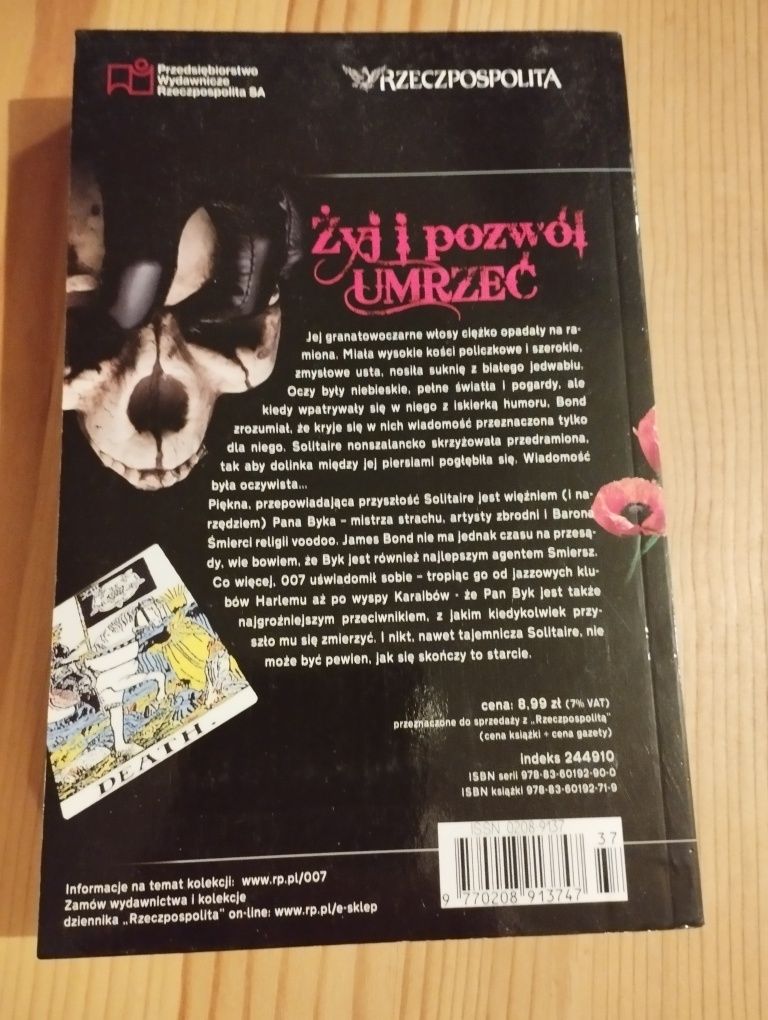 Przedsiębiorstwo
Wydawnicze
Rzeczpospolita SA
RZECZPOSPOLITA
Żyj i pozwól
UMRZEĆ
Jej granatowoczarne włosy ciężko opadały na ra-
miona. Miała wysokie kości policzkowe i szerokie,
zmysłowe usta, nosiła suknię z białego jedwabiu.
Oczy były niebieskie, pełne światła i pogardy, ale
kiedy wpatrywały się w niego z iskierką humoru, Bond
zrozumiał, że kryje się w nich wiadomość przeznaczona tylko
dla niego. Solitaire nonszalancko skrzyżowała przedramiona,
tak aby dolinka między jej piersiami pogłębiła się. Wiadomość
była oczywista...
Piękna, przepowiadająca przyszłość Solitaire jest więźniem (i na-
rzędziem) Pana Byka – mistrza strachu, artysty zbrodni i Barona
Śmierci religii voodoo. James Bond nie ma jednak czasu na przesą-
dy, wie bowiem, że Byk jest również najlepszym agentem Smiersz.
Co więcej, 007 uświadomił sobie – tropiąc go od jazzowych klu-
bów Harlemu aż po wyspy Karaibów - że Pan Byk jest także
najgroźniejszym przeciwnikiem, z jakim kiedykolwiek przy-
szło mu się zmierzyć. I nikt, nawet tajemnicza Solitaire, nie
może być pewien, jak się skończy to starcie.
DEATH.
cena: 8,99 zł (7% VAT)
przeznaczone do sprzedaży z „Rzeczpospolitą"
(cena książki + cena gazety)
indeks 244910
ISBN serii 978-83-60192-90-0
ISBN książki 978-83-60192-71-9
ISSN 0208-9137
37
9 770208 913747
Informacje na temat kolekcji: www.rp.pl/007
Zamów wydawnictwa i kolekcje
dziennika „Rzeczpospolita" on-line: www.rp.pl/e-sklep